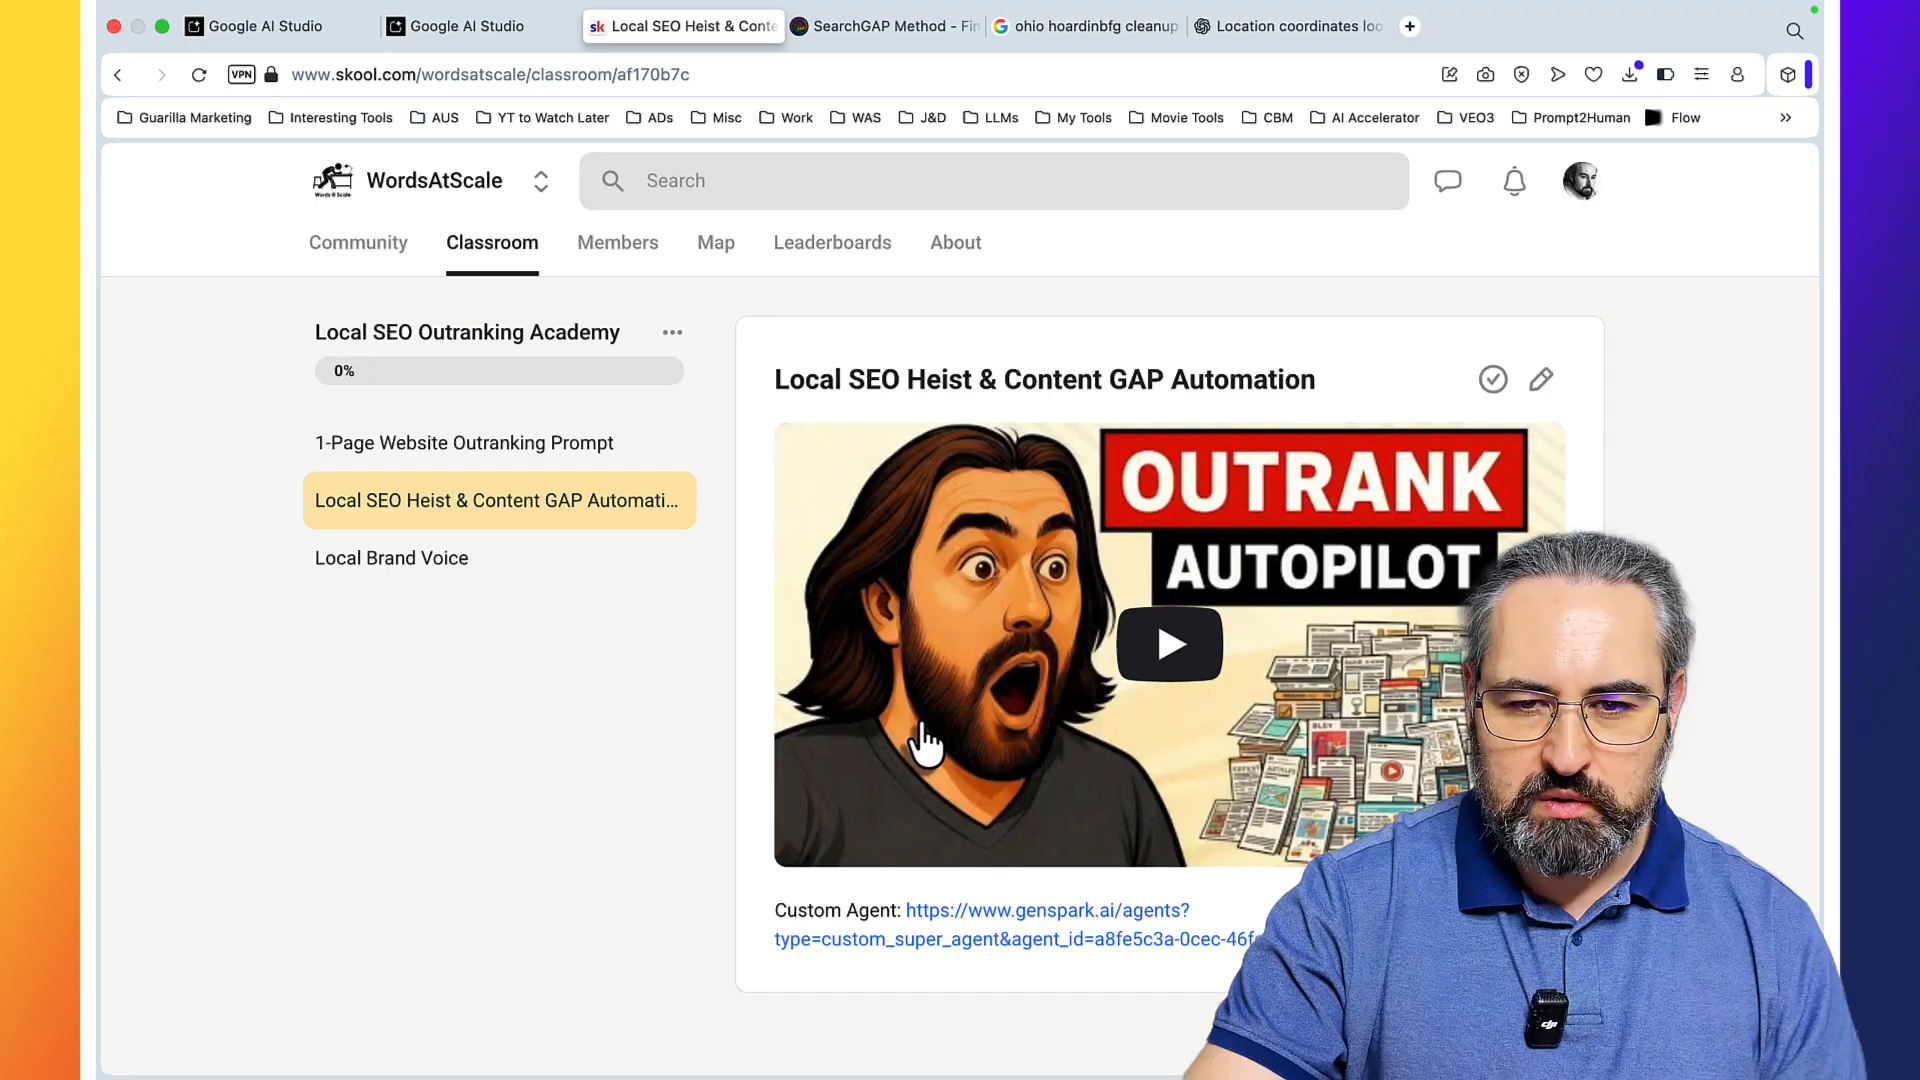 Google AI Studio
Google AI Studio
sk Local SEO Heist & Conte
SearchGAP Method - Fin
ohio hoardinbfg cleanup
Location coordinates loo
VPN
www.skool.com/wordsatscale/classroom/af170b7c
Guarilla Marketing
Interesting Tools
AUS
YT to Watch Later
ADs
Misc
Work
WAS
J&D
LLMs
My Tools
Movie Tools
CBM
AI Accelerator
VEO3
Prompt2Human
Flow
WordsAtScale
Search
Community
Classroom
Members
Map
Leaderboards
About
Local SEO Outranking Academy
0%
1-Page Website Outranking Prompt
Local SEO Heist & Content GAP Automati...
Local Brand Voice
Local SEO Heist & Content GAP Automation
OUTRANK
AUTOPILOT
Custom Agent: https://www.genspark.ai/agents?
type=custom_super_agent&agent_id=a8fe5c3a-0cec-46f
dji